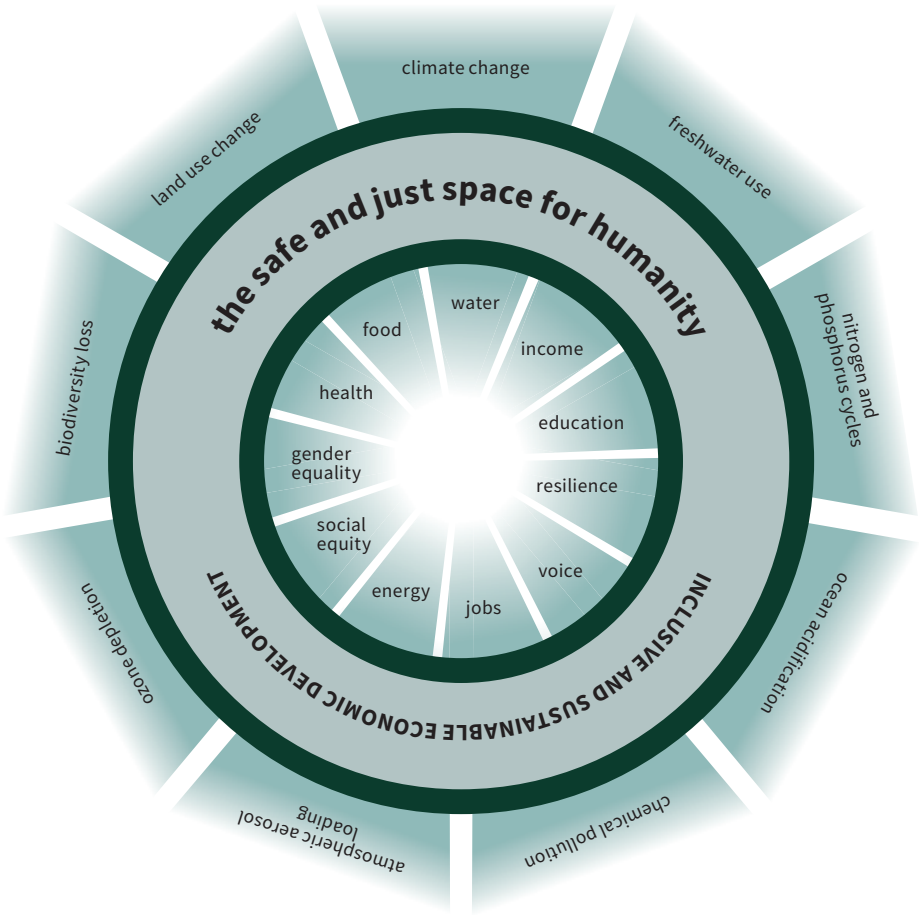 climate change
freshwater use
nitrogen and
phosphorus cycles
ocean acidification
chemical pollution
atmospheric aerosol
loading
ozone depletion
biodiversity loss
land use change
the safe and just space for humanity
INCLUSIVE AND SUSTAINABLE ECONOMIC DEVELOPMENT
water
income
education
resilience
voice
jobs
energy
social
equity
gender
equality
health
food